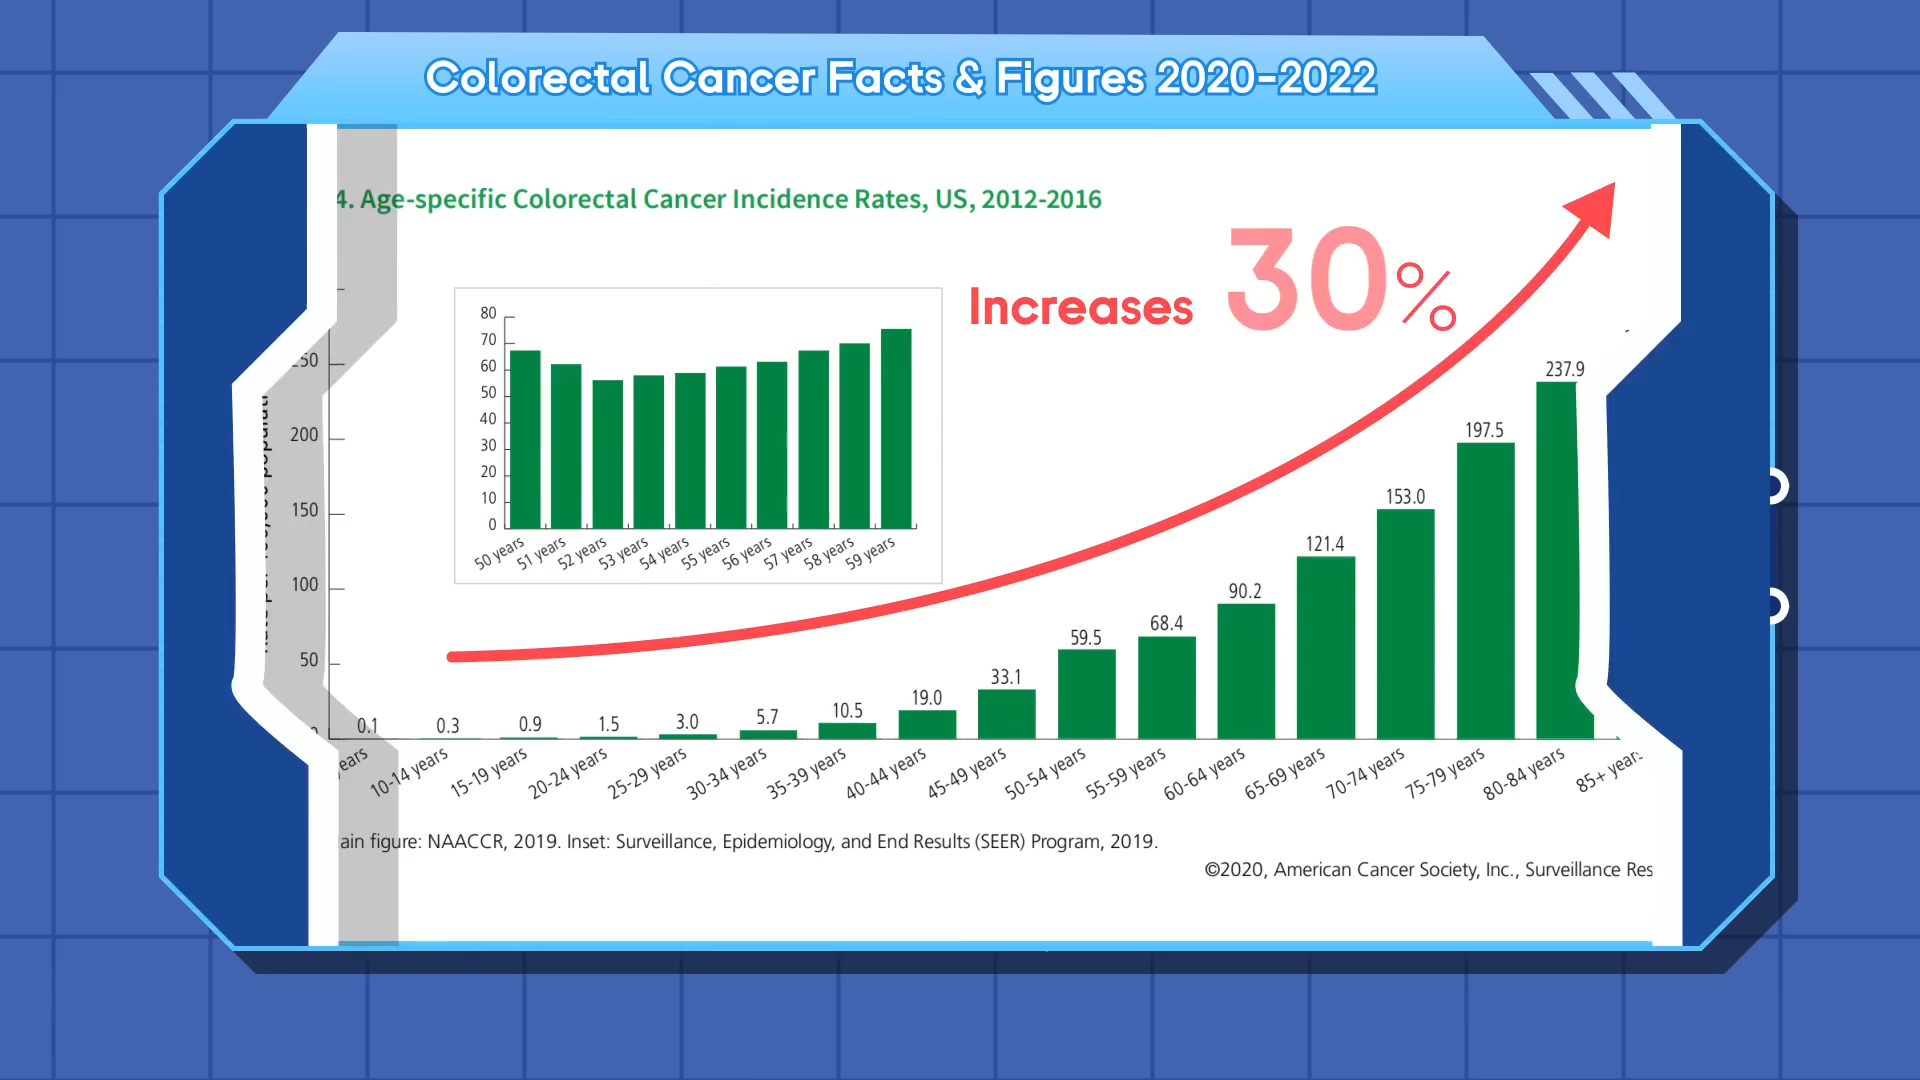 Colorectal Cancer Facts & Figures 2020-2022
4. Age-specific Colorectal Cancer Incidence Rates, US, 2012-2016
Increases 30%
80
70
60
50
40
30
20
10
0
50 years 51 years 52 years 53 years 54 years 55 years 56 years 57 years 58 years 59 years
200
150
100
50
0.1 0.3 0.9 1.5 3.0 5.7 10.5 19.0 33.1 59.5 68.4 90.2 121.4 153.0 197.5 237.9
10-14 years 15-19 years 20-24 years 25-29 years 30-34 years 35-39 years 40-44 years 45-49 years 50-54 years 55-59 years 60-64 years 65-69 years 70-74 years 75-79 years 80-84 years 85+
figure: NAACCR, 2019. Inset: Surveillance, Epidemiology, and End Results (SEER) Program, 2019.
©2020, American Cancer Society, Inc., Surveillance Res